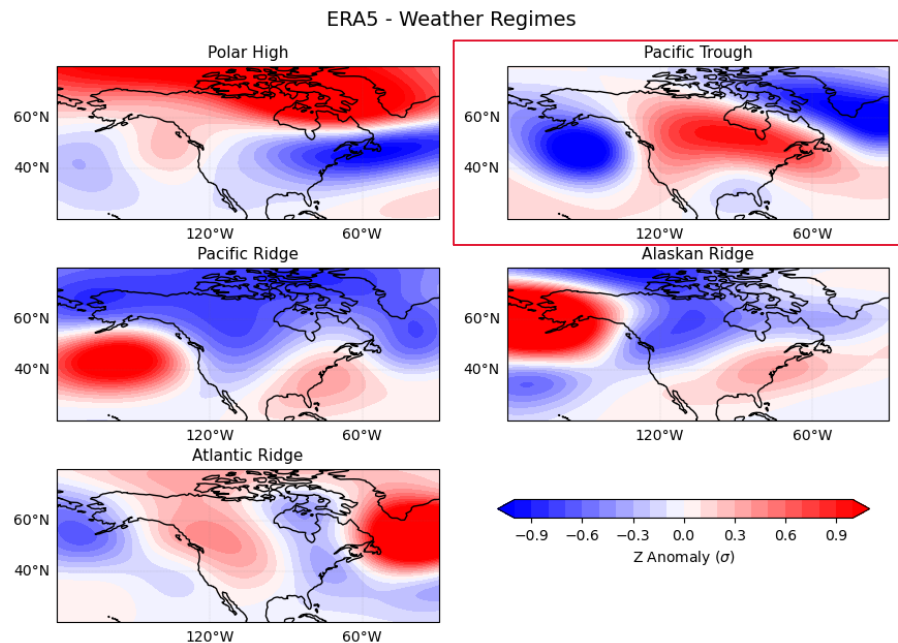 ERA5 - Weather Regimes
Polar High
Pacific Trough
60°N
40°N
120°W
60°W
60°N
40°N
120°W
60°W
Pacific Ridge
Alaskan Ridge
60°N
40°N
120°W
60°W
60°N
40°N
120°W
60°W
Atlantic Ridge
60°N
40°N
120°W
60°W
−0.9 −0.6 −0.3 0.0 0.3 0.6 0.9
Z Anomaly (σ)